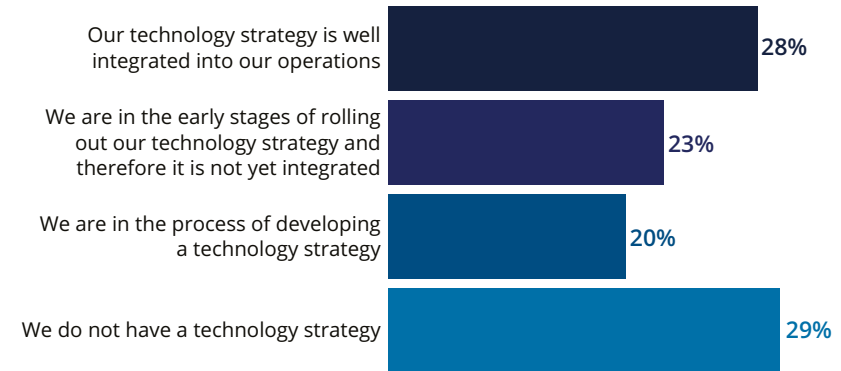 Our technology strategy is well
integrated into our operations
28%
We are in the early stages of rolling
out our technology strategy and
therefore it is not yet integrated
23%
We are in the process of developing
a technology strategy
20%
We do not have a technology strategy
29%